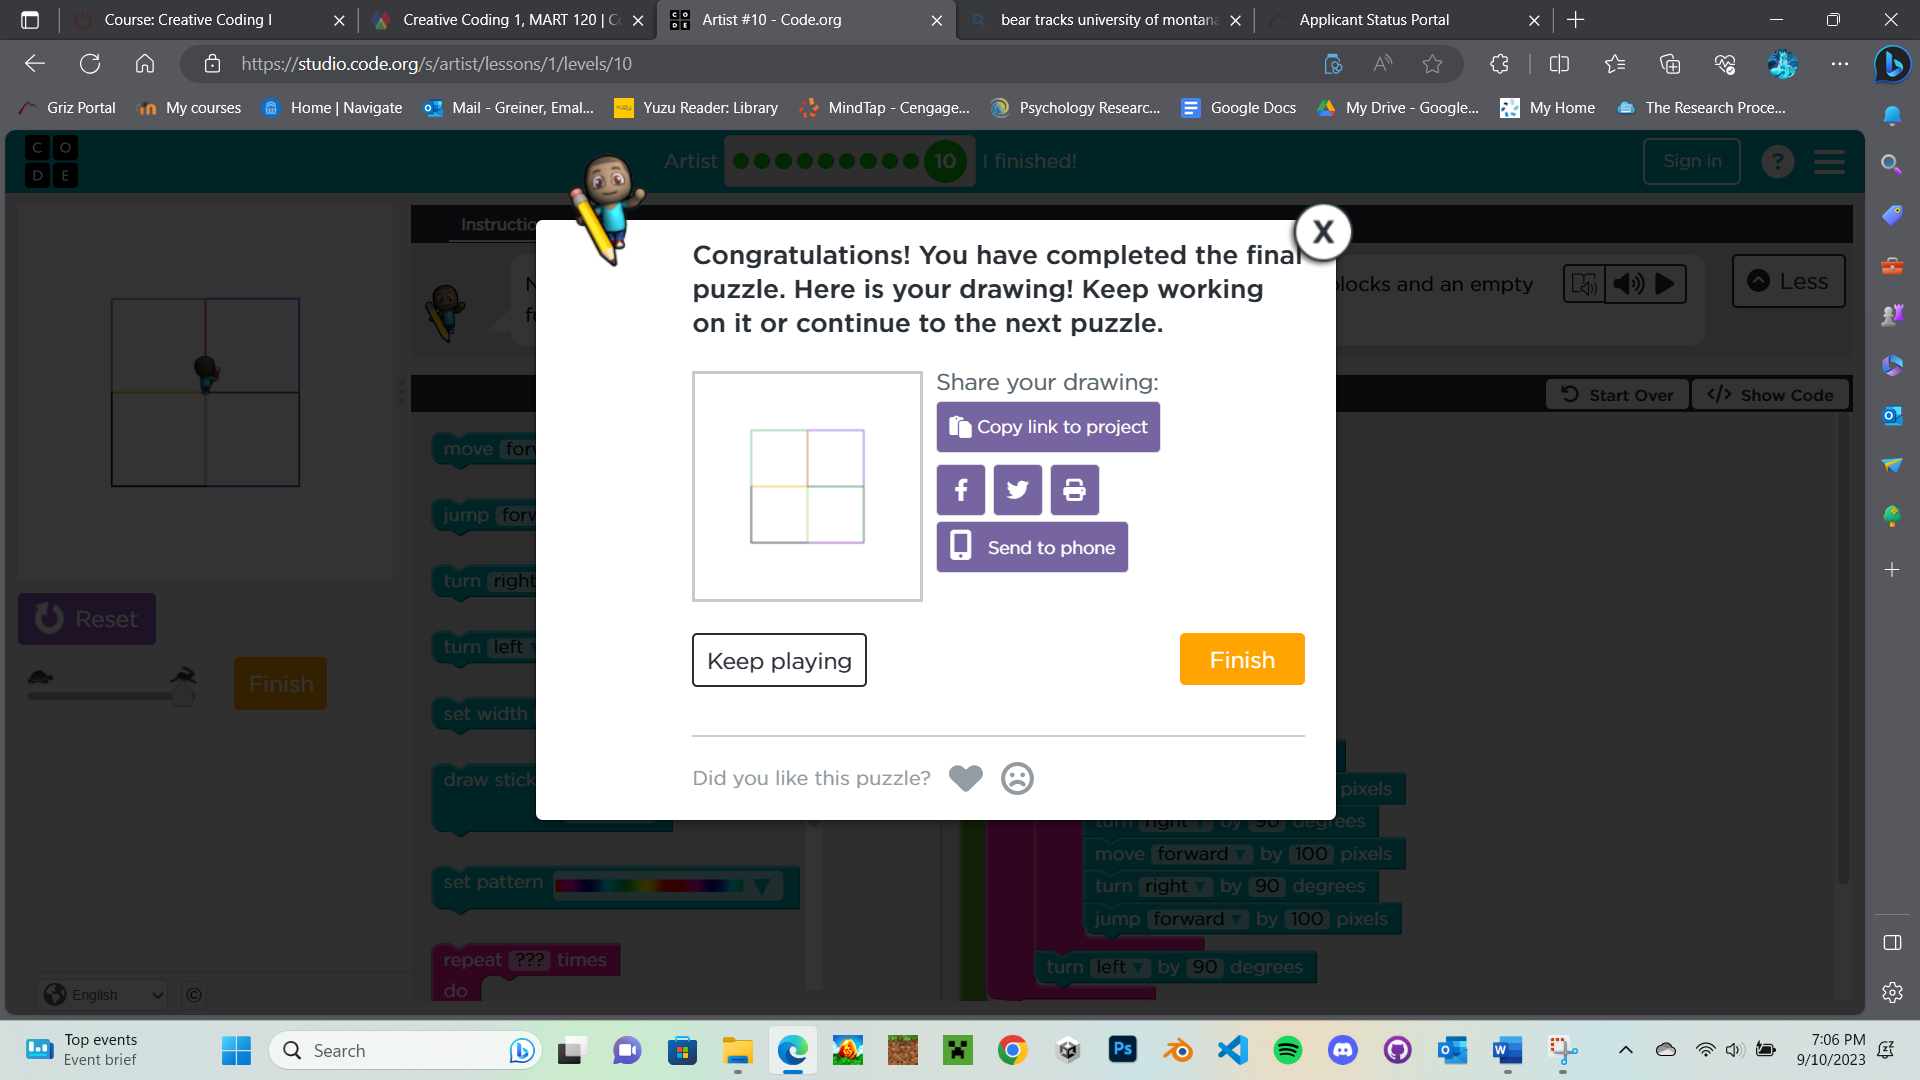 Course: Creative Coding I
Creative Coding 1, MART 120 | Co
Artist #10 - Code.org
bear tracks university of montana
Applicant Status Portal
https://studio.code.org/s/artist/lessons/1/levels/10
Griz Portal
My courses
Home | Navigate
Mail - Greiner, Emal...
Yuzu Reader: Library
MindTap - Cengage...
Psychology Researc...
Google Docs
My Drive - Google...
My Home
The Research Proce...
C O
D E
Artist
10
I finished!
Sign in
?
Instructio
N
locks and an empty
fu
Less
Start Over
Show Code
Congratulations! You have completed the final
puzzle. Here is your drawing! Keep working
on it or continue to the next puzzle.
X
Share your drawing:
Copy link to project
Send to phone
Keep playing
Finish
Did you like this puzzle?
Reset
Finish
move forw
jump forw
turn right
turn left
set width
draw stick
set pattern
repeat ??? times
do
pixels
turn right by 90 degrees
move forward by 100 pixels
turn right by 90 degrees
jump forward by 100 pixels
turn left by 90 degrees
English
©
Top events
Event brief
Search
Ps
7:06 PM
9/10/2023